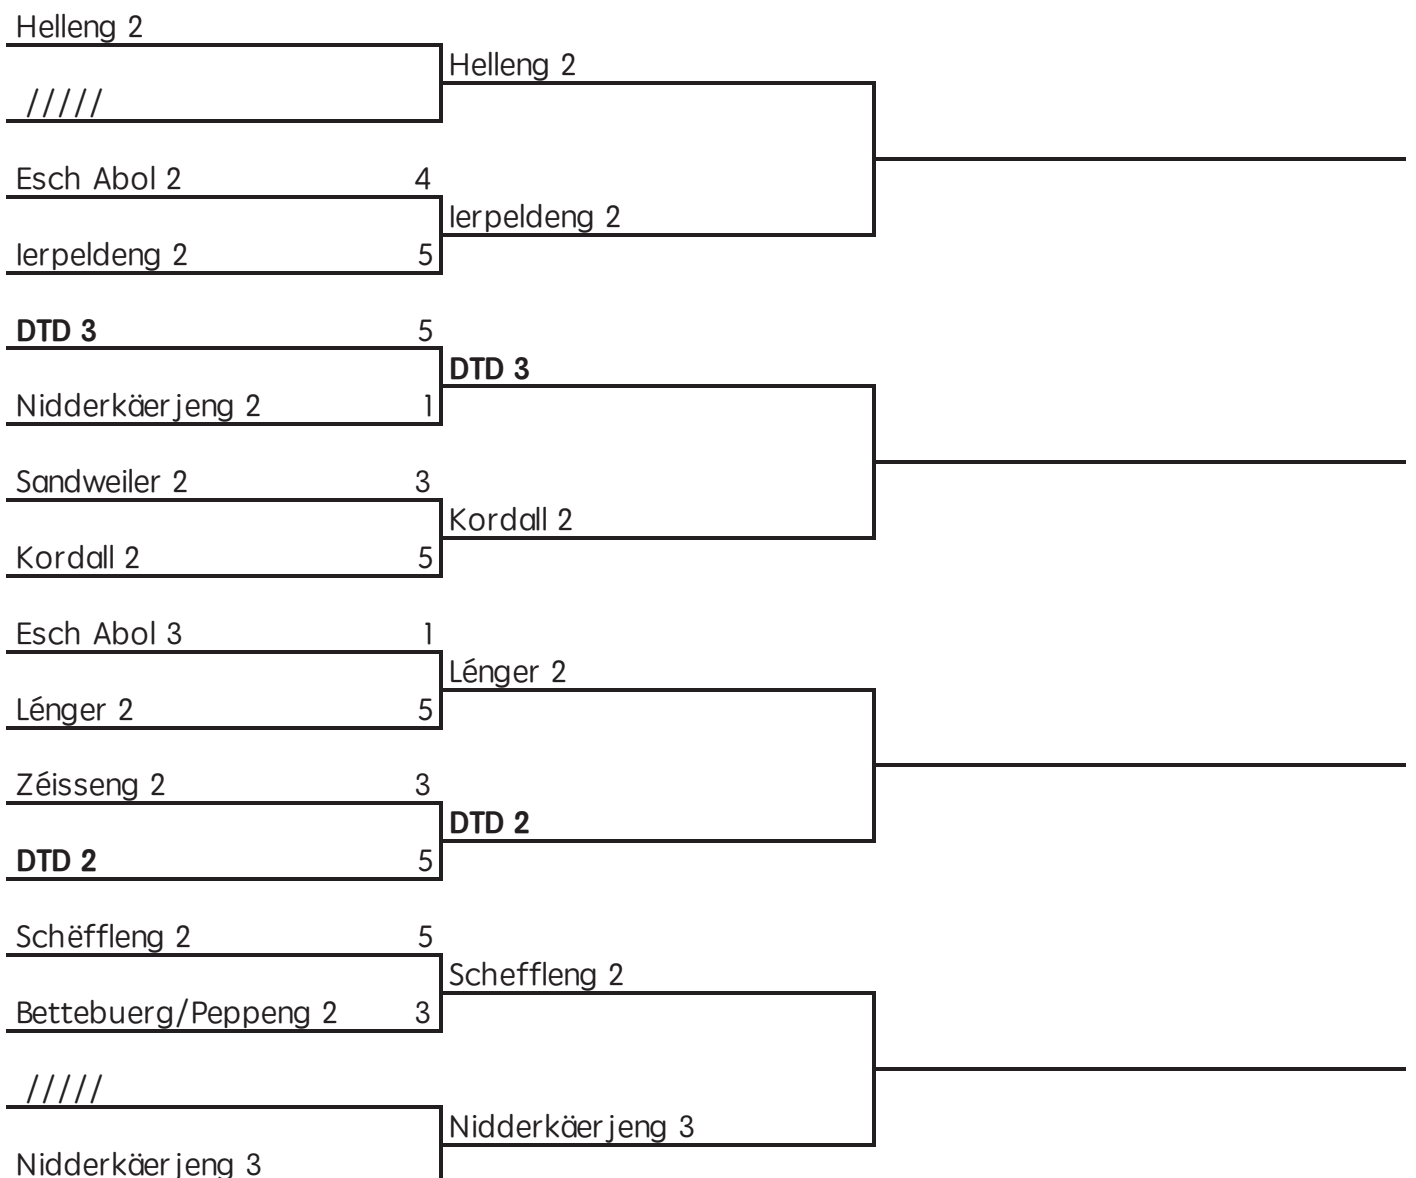 Helleng 2
/////
Helleng 2
Esch Abol 2 4
Ierpeldeng 2 5
Ierpeldeng 2
DTD 3 5
Nidderkäerjeng 2 1
DTD 3
Sandweiler 2 3
Kordall 2 5
Kordall 2
Esch Abol 3 1
Lénger 2 5
Lénger 2
Zéisseng 2 3
DTD 2 5
DTD 2
Schëffleng 2 5
Bettebuerg/Peppeng 2 3
Scheffleng 2
/////
Nidderkäerjeng 3
Nidderkäerjeng 3